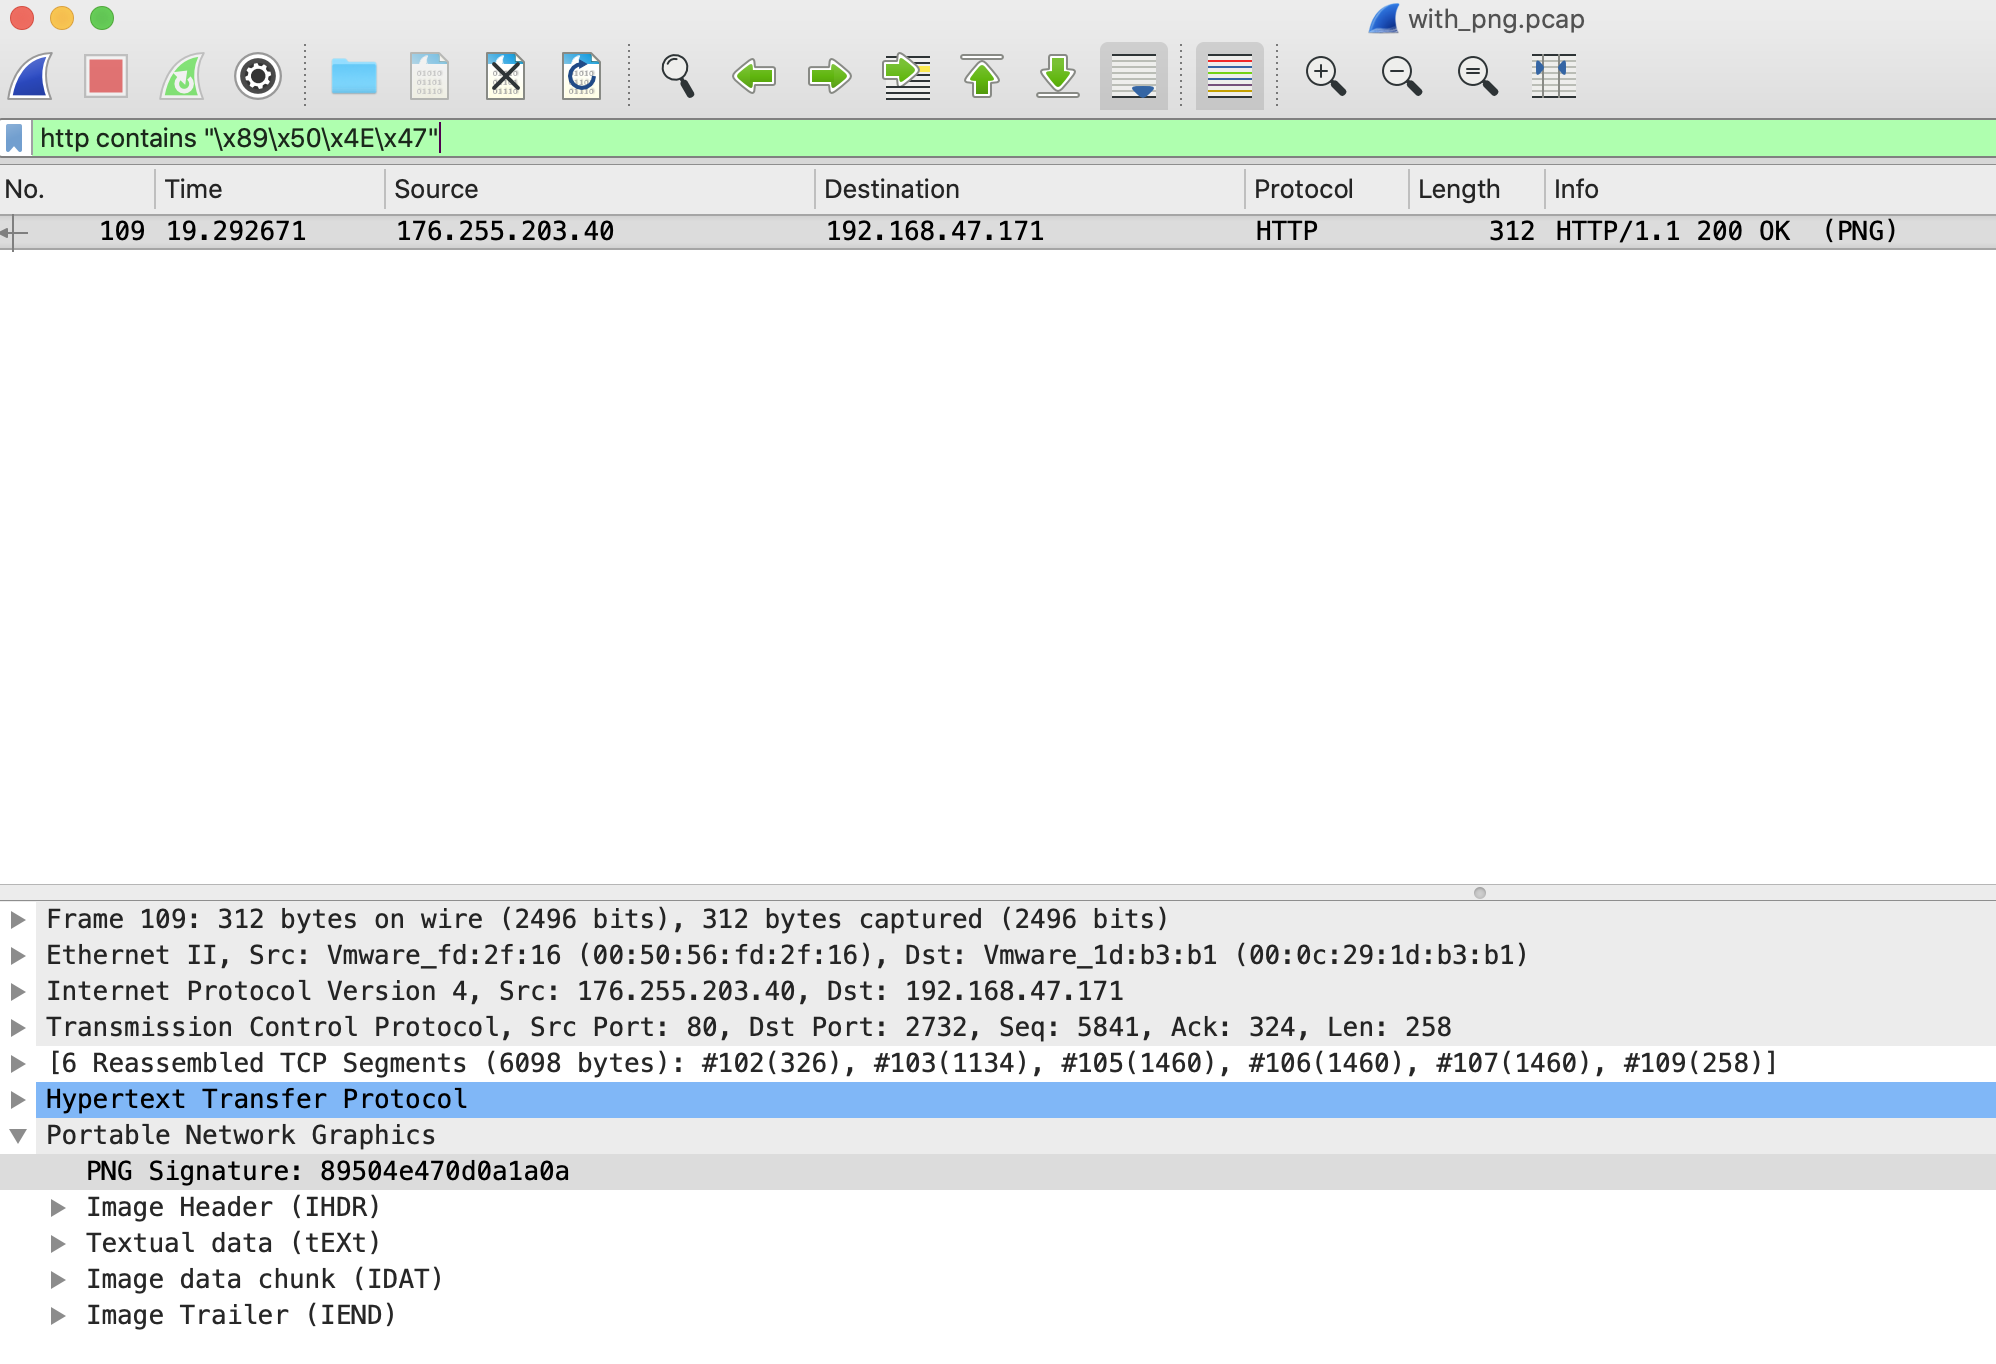 with_png.pcap
http contains "\x89\x50\x4E\x47"
No. Time Source Destination Protocol Length Info
109 19.292671 176.255.203.40 192.168.47.171 HTTP 312 HTTP/1.1 200 OK (PNG)
Frame 109: 312 bytes on wire (2496 bits), 312 bytes captured (2496 bits)
Ethernet II, Src: Vmware_fd:2f:16 (00:50:56:fd:2f:16), Dst: Vmware_1d:b3:b1 (00:0c:29:1d:b3:b1)
Internet Protocol Version 4, Src: 176.255.203.40, Dst: 192.168.47.171
Transmission Control Protocol, Src Port: 80, Dst Port: 2732, Seq: 5841, Ack: 324, Len: 258
[6 Reassembled TCP Segments (6098 bytes): #102(326), #103(1134), #105(1460), #106(1460), #107(1460), #109(258)]
Hypertext Transfer Protocol
Portable Network Graphics
PNG Signature: 89504e470d0a1a0a
Image Header (IHDR)
Textual data (tEXt)
Image data chunk (IDAT)
Image Trailer (IEND)